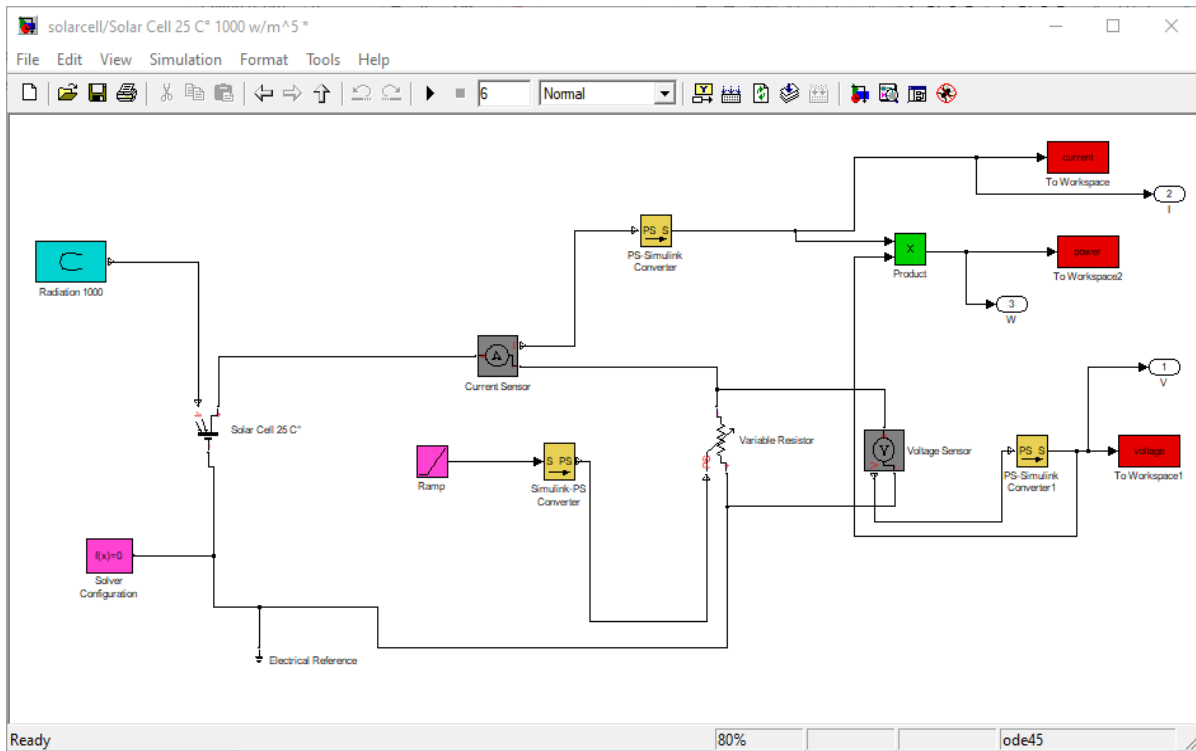 solarcell/Solar Cell 25 C° 1000 w/m^5 *
File Edit View Simulation Format Tools Help
6 Normal
current
To Workspace
2
I
PS S
PS-Simulink
Converter
X
Product
power
To Workspace2
3
W
Radiation 1000
A
Current Sensor
1
V
Solar Cell 25 C°
Variable Resistor
V
Voltage Sensor
PS S
PS-Simulink
Converter1
voltage
To Workspace1
Ramp
S PS
Simulink-PS
Converter
PS
f(x)=0
Solver
Configuration
Electrical Reference
Ready 80% ode45